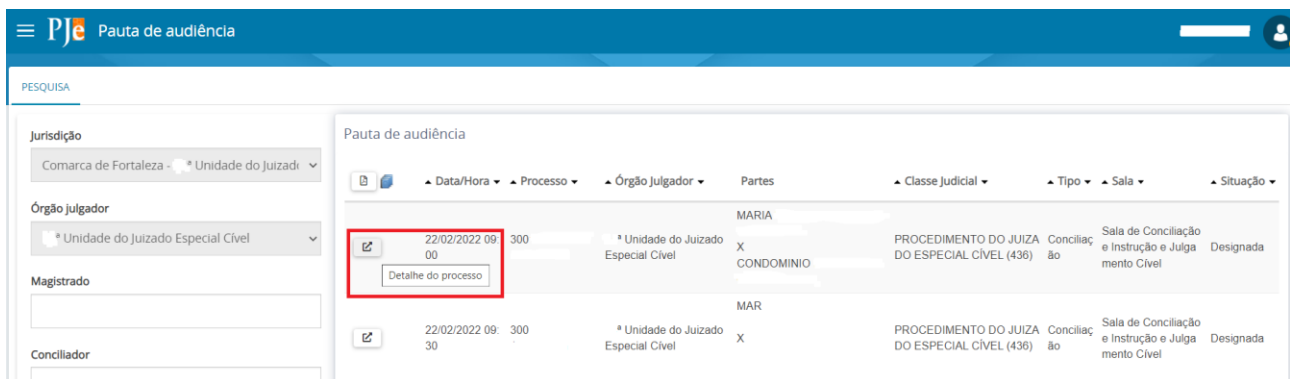 PJe Pauta de audiência
PESQUISA
Jurisdição
Comarca de Fortaleza - ª Unidade do Juizado
Órgão julgador
ª Unidade do Juizado Especial Cível
Magistrado
Conciliador
Pauta de audiência
Data/Hora Processo Órgão Julgador Partes Classe Judicial Tipo Sala Situação
MARIA
22/02/2022 09: 300 ª Unidade do Juizado X PROCEDIMENTO DO JUIZA Conciliaç Sala de Conciliação
00 Especial Cível CONDOMINIO DO ESPECIAL CÍVEL (436) ão e Instrução e Julga Designada
mento Cível
Detalhe do processo
MAR
22/02/2022 09: 300 ª Unidade do Juizado X PROCEDIMENTO DO JUIZA Conciliaç Sala de Conciliação
30 Especial Cível DO ESPECIAL CÍVEL (436) ão e Instrução e Julga Designada
mento Cível